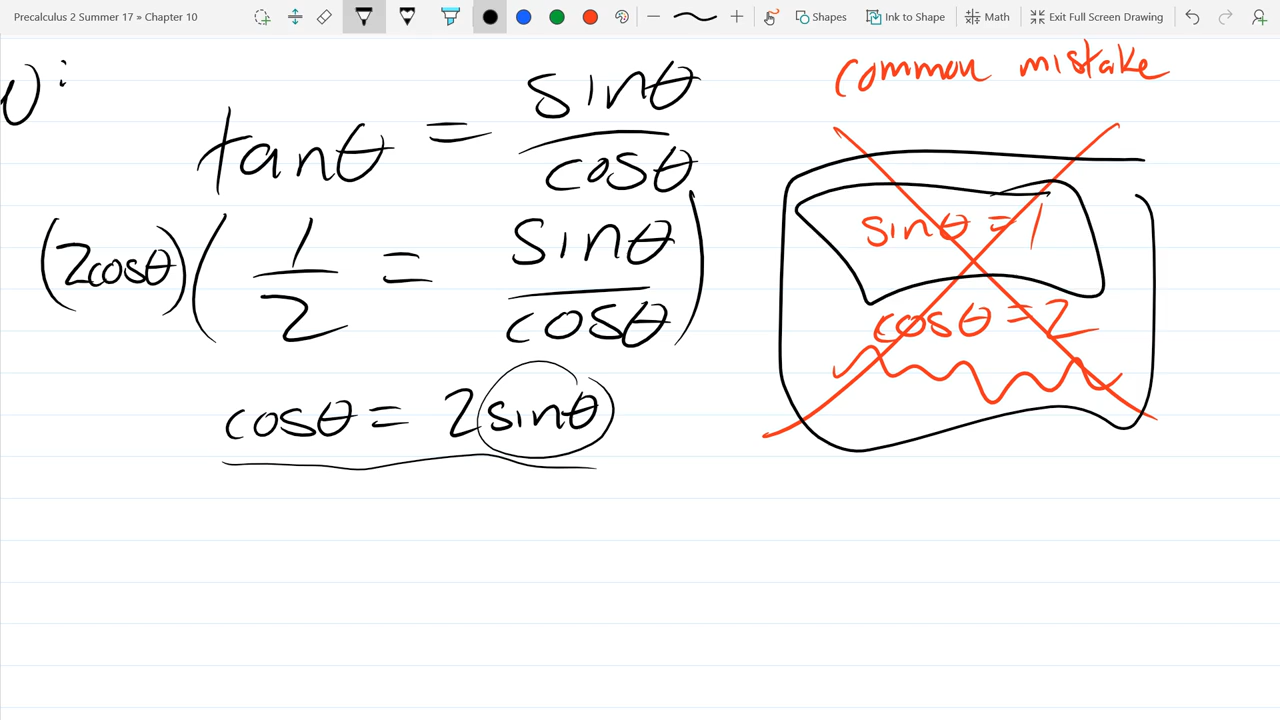 Precalculus 2 Summer 17 » Chapter 10
Shapes
Ink to Shape
Math
Exit Full Screen Drawing
common mistake
tanθ = sinθ / cosθ
(2cosθ)(1/2 = sinθ / cosθ)
cosθ = 2sinθ
sinθ = 1
cosθ = 2